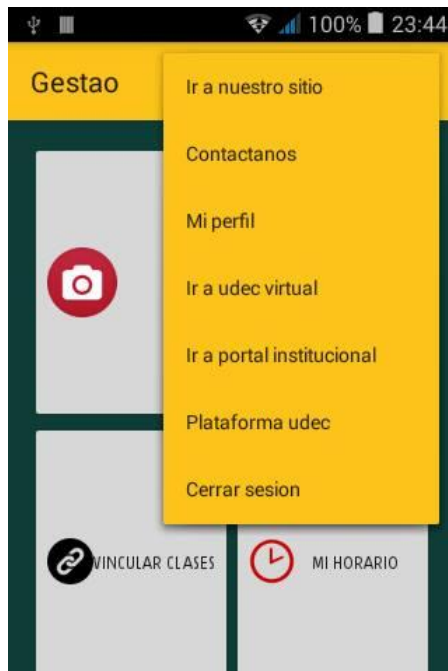 100% 23:44
Gestao
Ir a nuestro sitio
Contactanos
Mi perfil
Ir a udec virtual
Ir a portal institucional
Plataforma udec
Cerrar sesion
VINCULAR CLASES
MI HORARIO